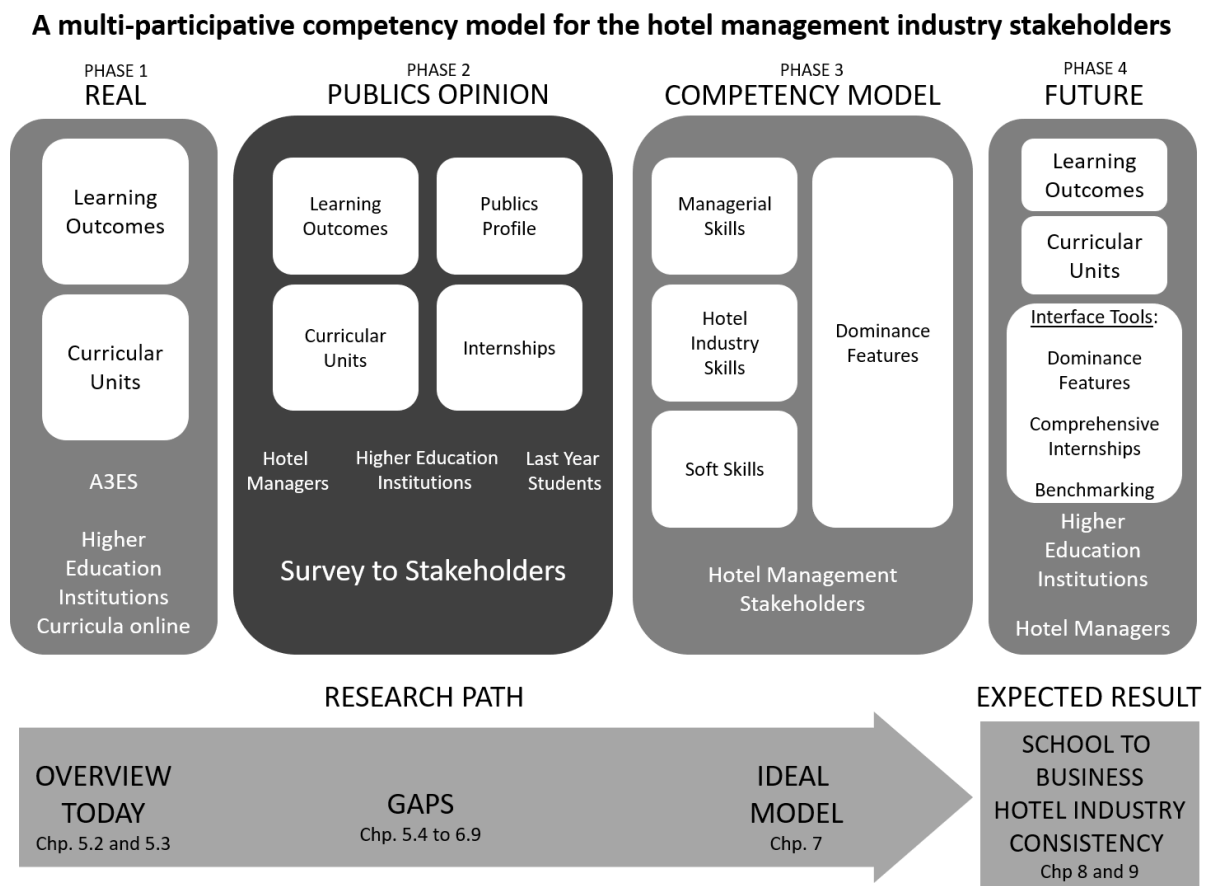 A multi-participative competency model for the hotel management industry stakeholders
PHASE 1
REAL
Learning
Outcomes
Curricular
Units
A3ES
Higher
Education
Institutions
Curricula online
PHASE 2
PUBLICS OPINION
Learning
Outcomes
Publics
Profile
Curricular
Units
Internships
Hotel
Managers
Higher Education
Institutions
Last Year
Students
Survey to Stakeholders
PHASE 3
COMPETENCY MODEL
Managerial
Skills
Hotel
Industry
Skills
Soft Skills
Dominance
Features
Hotel Management
Stakeholders
PHASE 4
FUTURE
Learning
Outcomes
Curricular
Units
Interface Tools:
Dominance
Features
Comprehensive
Internships
Benchmarking
Higher
Education
Institutions
Hotel Managers
RESEARCH PATH
OVERVIEW
TODAY
Chp. 5.2 and 5.3
GAPS
Chp. 5.4 to 6.9
IDEAL
MODEL
Chp. 7
EXPECTED RESULT
SCHOOL TO
BUSINESS
HOTEL INDUSTRY
CONSISTENCY
Chp 8 and 9